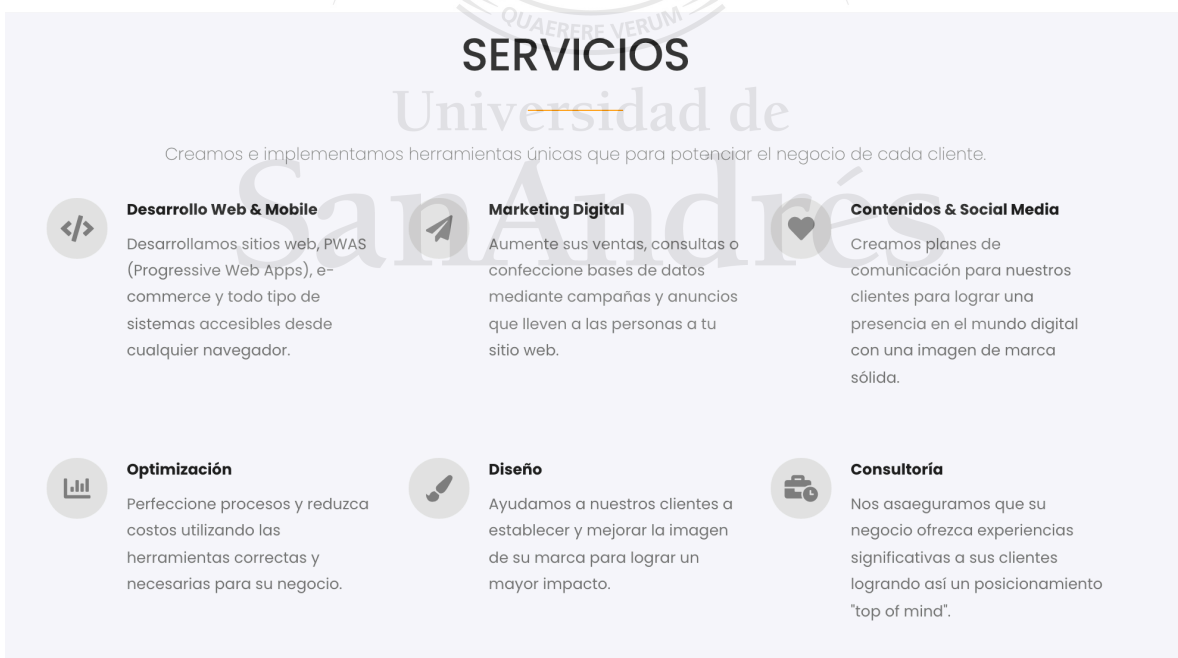 QUAERERE VERUM
SERVICIOS
Universidad de
SanAndrés
Creamos e implementamos herramientas únicas que para potenciar el negocio de cada cliente.
Desarrollo Web & Mobile
Desarrollamos sitios web, PWAS
(Progressive Web Apps), e-
commerce y todo tipo de
sistemas accesibles desde
cualquier navegador.
Marketing Digital
Aumente sus ventas, consultas o
confeccione bases de datos
mediante campañas y anuncios
que lleven a las personas a tu
sitio web.
Contenidos & Social Media
Creamos planes de
comunicación para nuestros
clientes para lograr una
presencia en el mundo digital
con una imagen de marca
sólida.
Optimización
Perfeccione procesos y reduzca
costos utilizando las
herramientas correctas y
necesarias para su negocio.
Diseño
Ayudamos a nuestros clientes a
establecer y mejorar la imagen
de su marca para lograr un
mayor impacto.
Consultoría
Nos asaeguramos que su
negocio ofrezca experiencias
significativas a sus clientes
logrando así un posicionamiento
"top of mind".